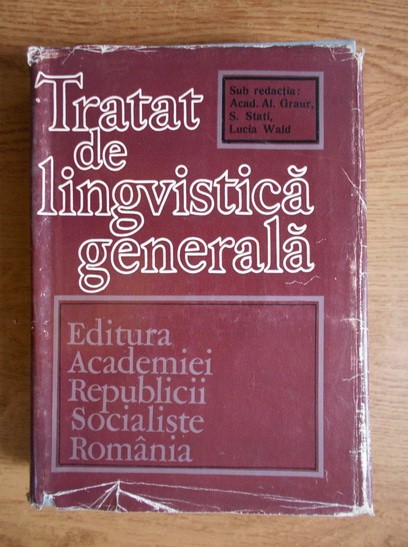 Tratat
de
lingvistică
generală
Sub redacția:
Acad. Al. Graur,
S. Stati,
Lucia Wald
Editura
Academiei
Republicii
Socialiste
România